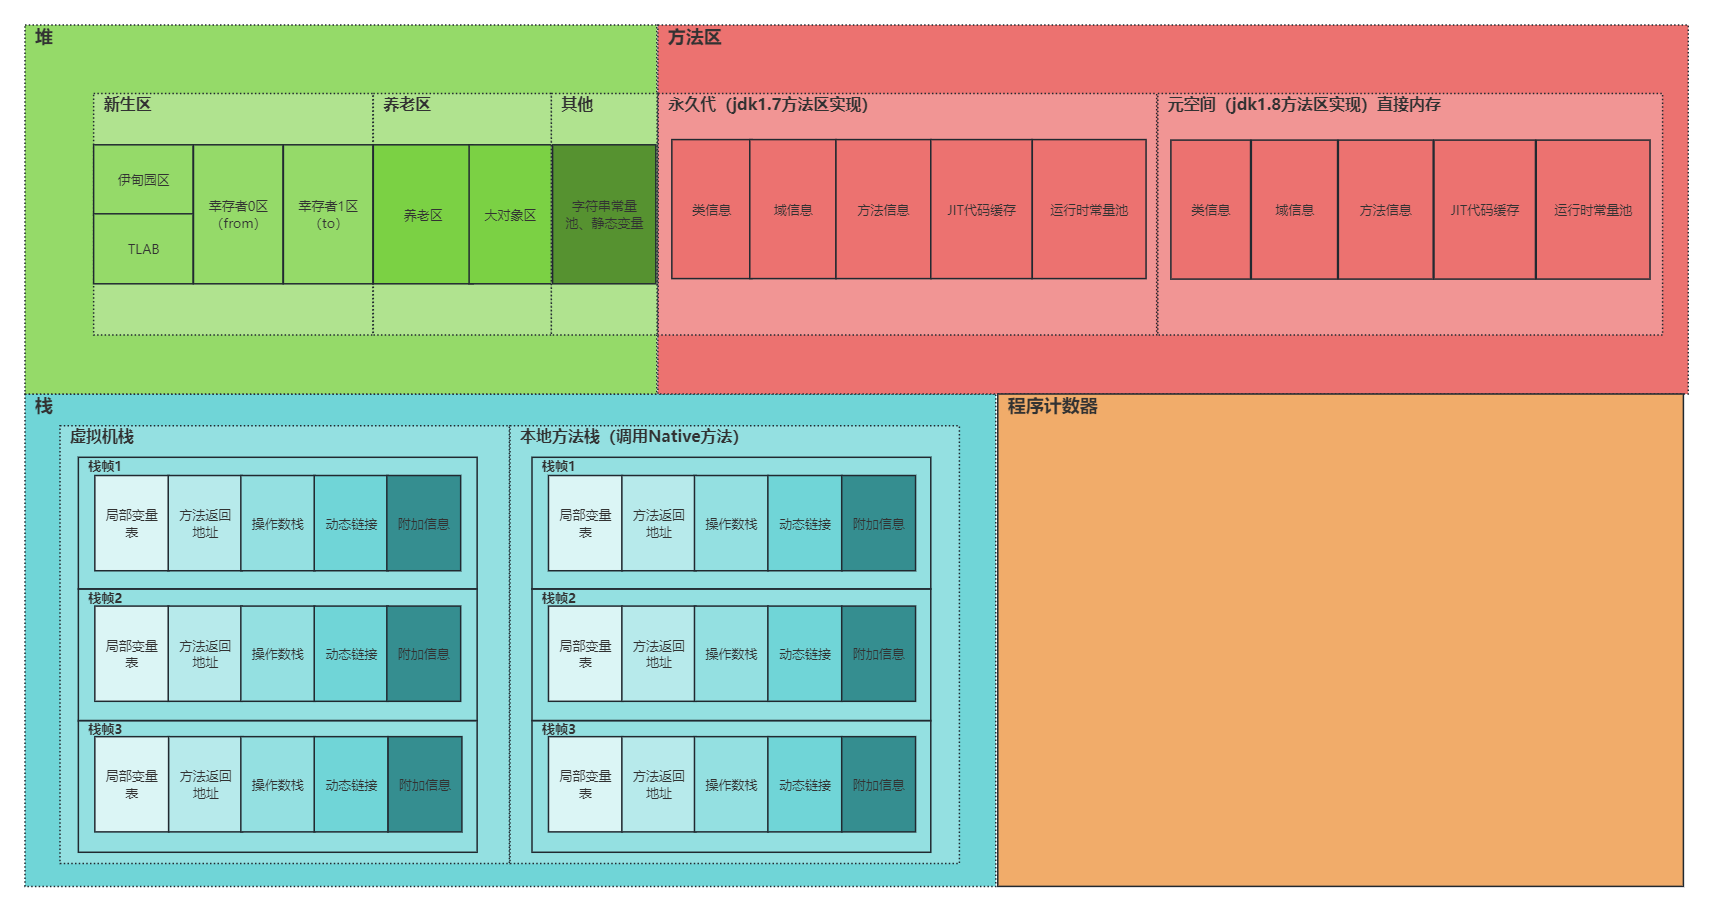 堆
新生区
养老区
其他
伊甸园区
TLAB
幸存者0区
（from）
幸存者1区
（to）
养老区
大对象区
字符串常量
池、静态变量
方法区
永久代（jdk1.7方法区实现）
类信息
域信息
方法信息
JIT代码缓存
运行时常量池
元空间（jdk1.8方法区实现）直接内存
类信息
域信息
方法信息
JIT代码缓存
运行时常量池
栈
虚拟机栈
栈帧1
局部变量
表
方法返回
地址
操作数栈
动态链接
附加信息
栈帧2
局部变量
表
方法返回
地址
操作数栈
动态链接
附加信息
栈帧3
局部变量
表
方法返回
地址
操作数栈
动态链接
附加信息
本地方法栈（调用Native方法）
栈帧1
局部变量
表
方法返回
地址
操作数栈
动态链接
附加信息
栈帧2
局部变量
表
方法返回
地址
操作数栈
动态链接
附加信息
栈帧3
局部变量
表
方法返回
地址
操作数栈
动态链接
附加信息
程序计数器